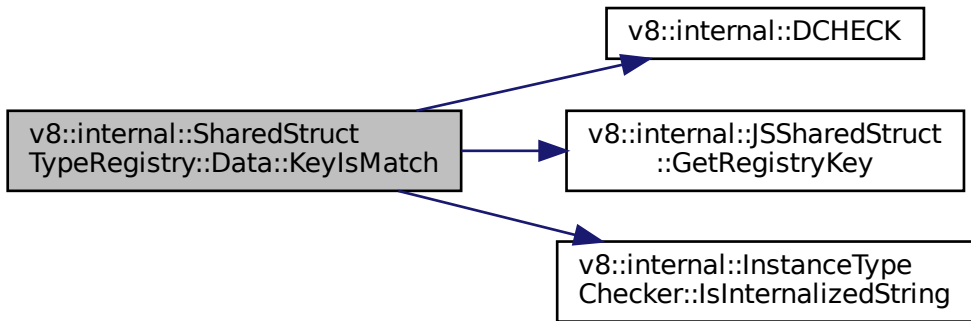 v8::internal::DCHECK
v8::internal::SharedStruct
TypeRegistry::Data::KeyIsMatch
v8::internal::JSSharedStruct
::GetRegistryKey
v8::internal::InstanceType
Checker::IsInternalizedString